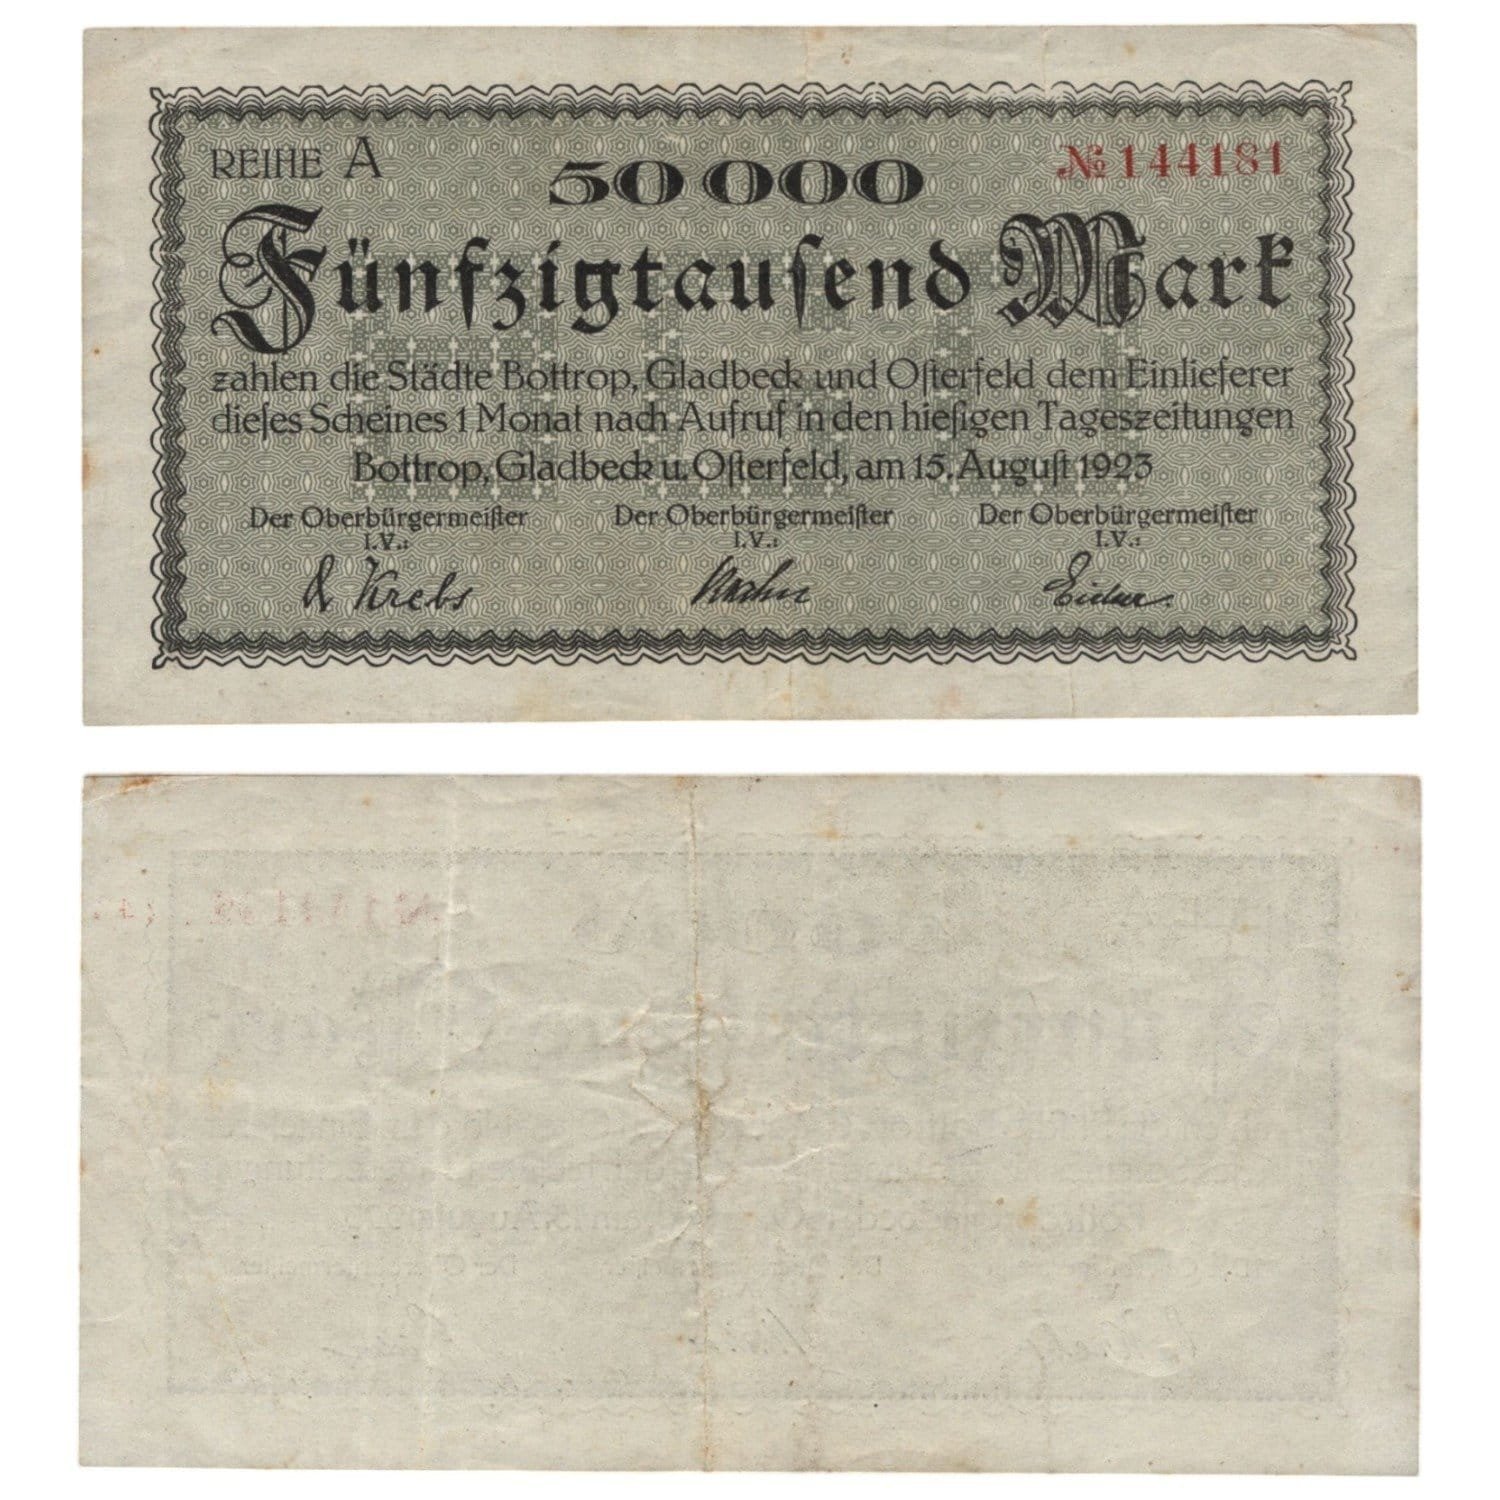 REIHE A
50 000
№ 144181
Fünfzigtauſend Mark
zahlen die Städte Bottrop, Gladbeck und Oſterfeld dem Einlieferer
dieſes Scheines 1 Monat nach Aufruf in den hieſigen Tageszeitungen
Bottrop, Gladbeck u. Oſterfeld, am 15. Auguſt 1923
Der Oberbürgermeiſter Der Oberbürgermeiſter Der Oberbürgermeiſter
I.V.: I.V.: I.V.:
Krebs